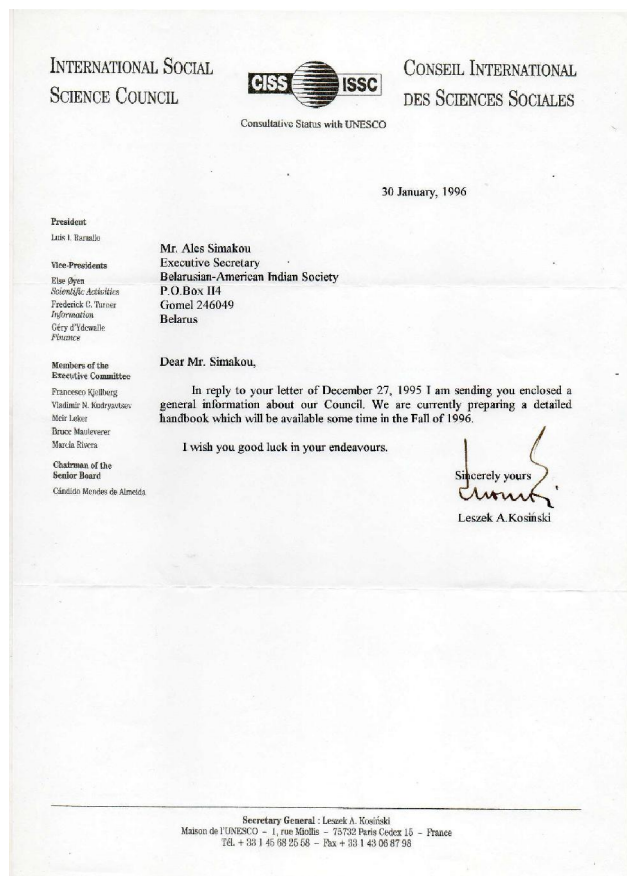 INTERNATIONAL SOCIAL
SCIENCE COUNCIL
CISS ISSC
Consultative Status with UNESCO
CONSEIL INTERNATIONAL
DES SCIENCES SOCIALES
30 January, 1996
President
Luis I. Ramallo
Vice-Presidents
Else Øyen
Scientific Activities
Frederick C. Turner
Information
Géry d'Ydewalle
Finance
Members of the
Executive Committee
Francesco Kjellberg
Vladimir N. Kudryavtsev
Meir
Bruce
Marcia Rivera
Chairman of the
Senior Board
Cândido Mendes de Almeida
Mr. Ales Simakou
Executive Secretary
Belarusian-American Indian Society
P.O.Box II4
Gomel 246049
Belarus
Dear Mr. Simakou,
In reply to your letter of December 27, 1995 I am sending you enclosed a
general information about our Council. We are currently preparing a detailed
handbook which will be available some time in the Fall of 1996.
I wish you good luck in your endeavours.
Sincerely yours
Leszek A.Kosiński
Secretary General : Leszek A. Kosiński
Maison de l'UNESCO – 1, rue Miollis – 75732 Paris Cedex 15 – France
Tél. + 33 1 45 68 25 58 – Fax + 33 1 43 06 87 98